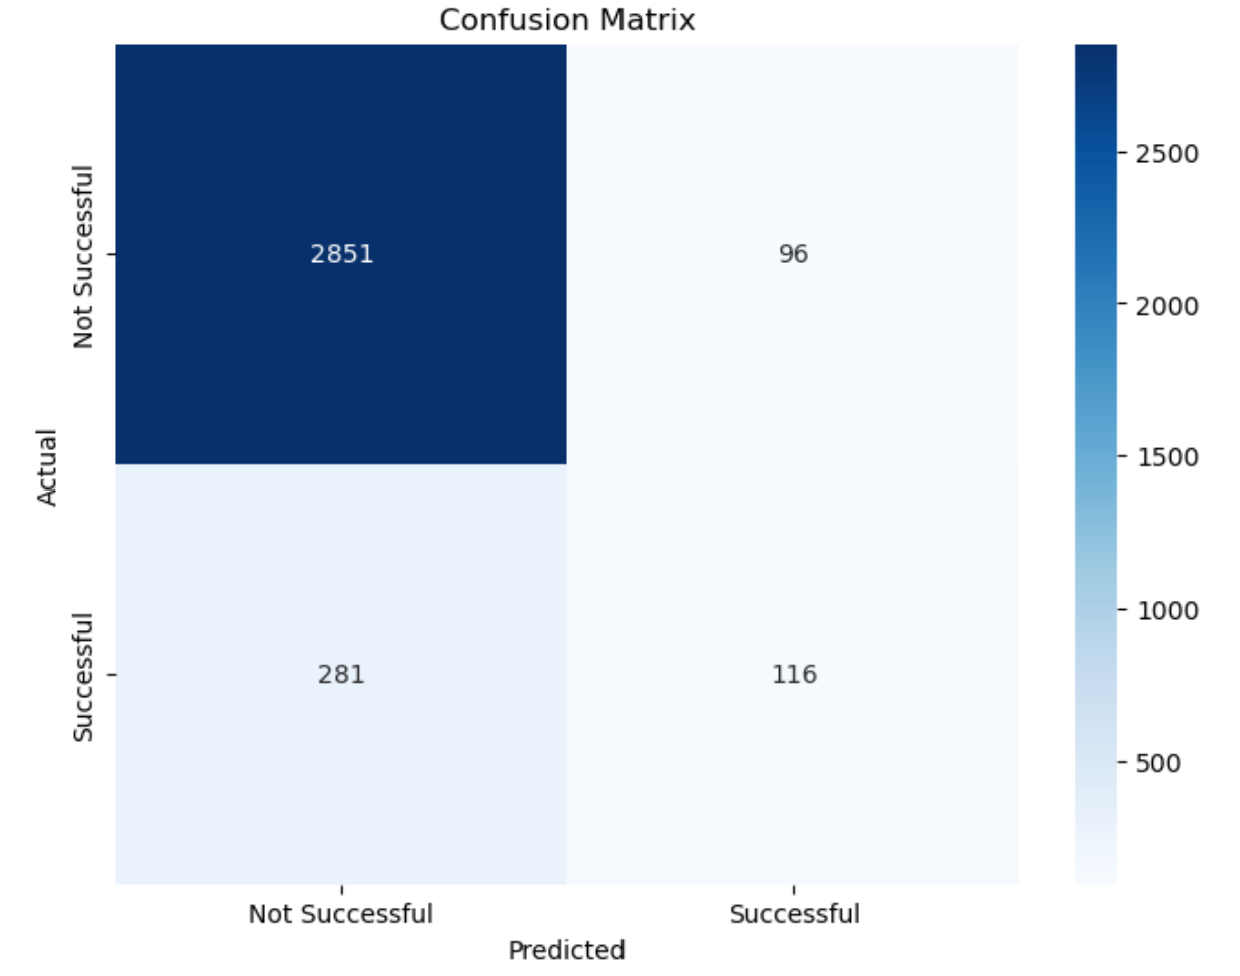 Confusion Matrix
Actual
Not Successful
Successful
2851
96
281
116
Not Successful
Successful
Predicted
2500
2000
1500
1000
500